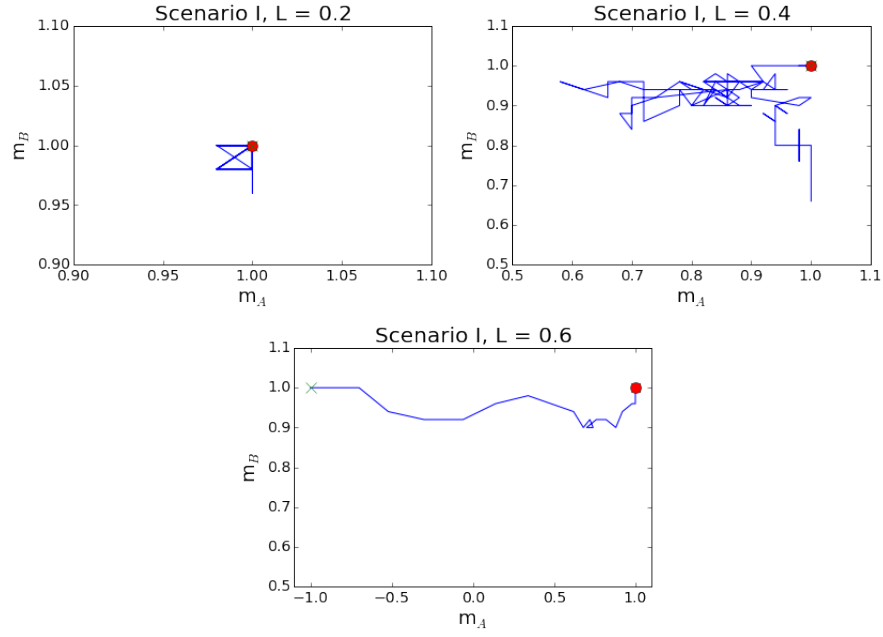 Scenario I, L = 0.2
1.10
1.05
1.00
0.95
0.90
m_B
0.90 0.95 1.00 1.05 1.10
m_A
Scenario I, L = 0.4
1.1
1.0
0.9
0.8
0.7
0.6
0.5
m_B
0.5 0.6 0.7 0.8 0.9 1.0 1.1
m_A
Scenario I, L = 0.6
1.1
1.0
0.9
0.8
0.7
0.6
0.5
m_B
−1.0 −0.5 0.0 0.5 1.0
m_A